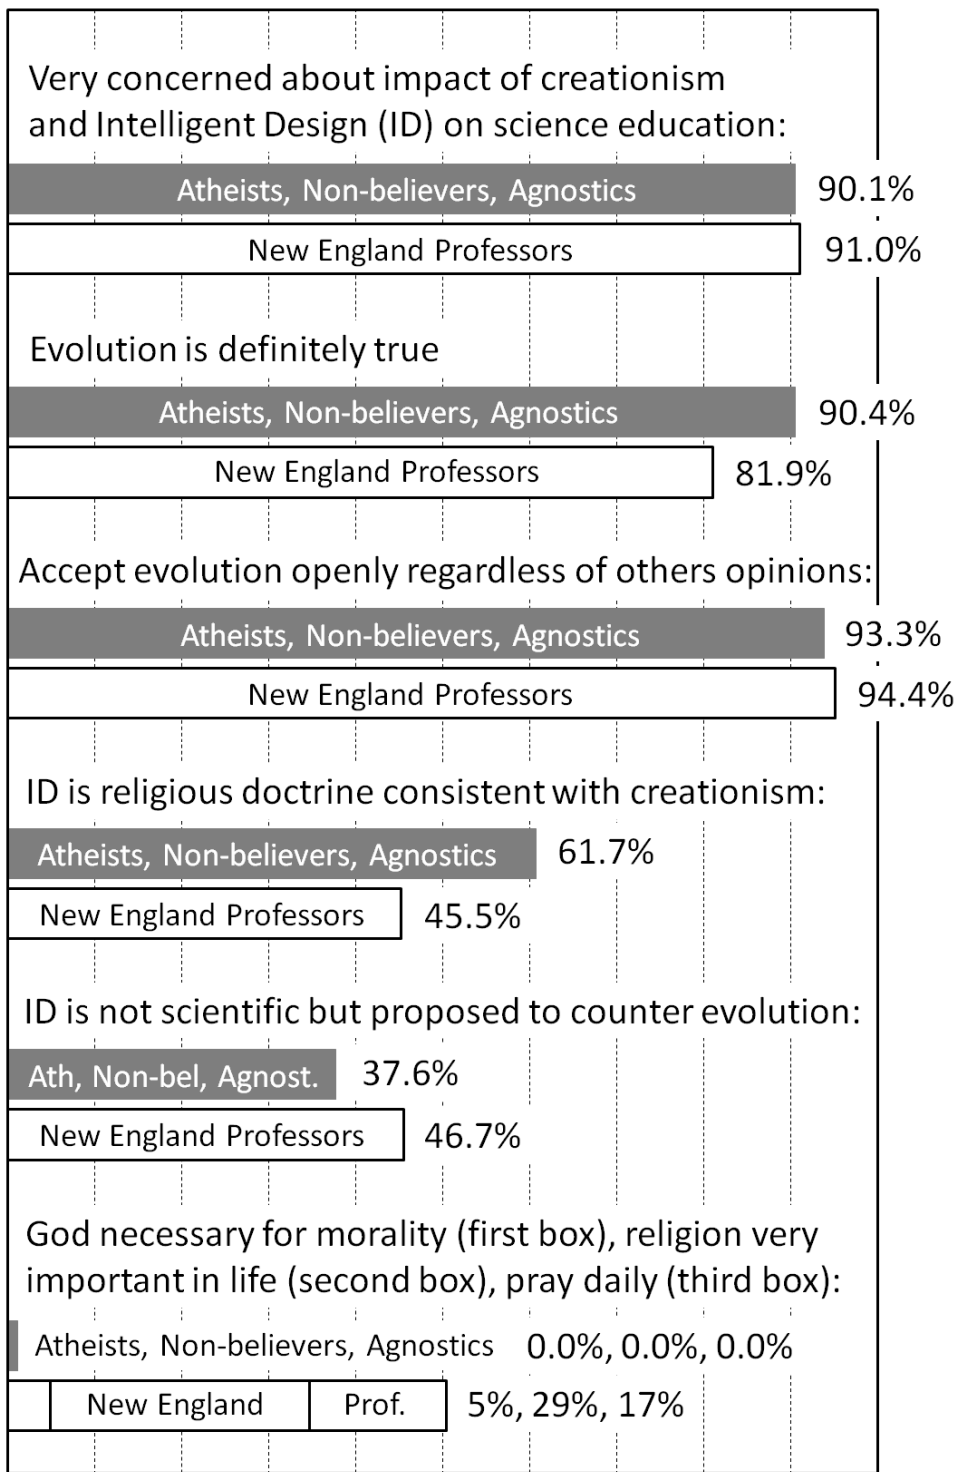 Very concerned about impact of creationism
and Intelligent Design (ID) on science education:
Atheists, Non-believers, Agnostics 90.1%
New England Professors 91.0%
Evolution is definitely true
Atheists, Non-believers, Agnostics 90.4%
New England Professors 81.9%
Accept evolution openly regardless of others opinions:
Atheists, Non-believers, Agnostics 93.3%
New England Professors 94.4%
ID is religious doctrine consistent with creationism:
Atheists, Non-believers, Agnostics 61.7%
New England Professors 45.5%
ID is not scientific but proposed to counter evolution:
Ath, Non-bel, Agnost. 37.6%
New England Professors 46.7%
God necessary for morality (first box), religion very
important in life (second box), pray daily (third box):
Atheists, Non-believers, Agnostics 0.0%, 0.0%, 0.0%
New England Prof. 5%, 29%, 17%